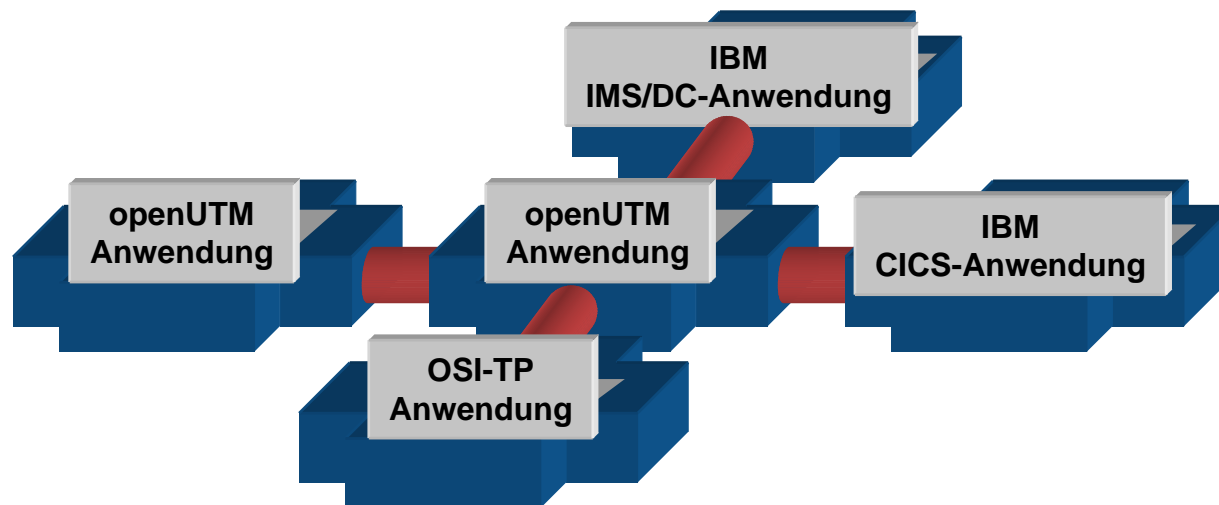 IBM
IMS/DC-Anwendung
openUTM
Anwendung
openUTM
Anwendung
IBM
CICS-Anwendung
OSI-TP
Anwendung